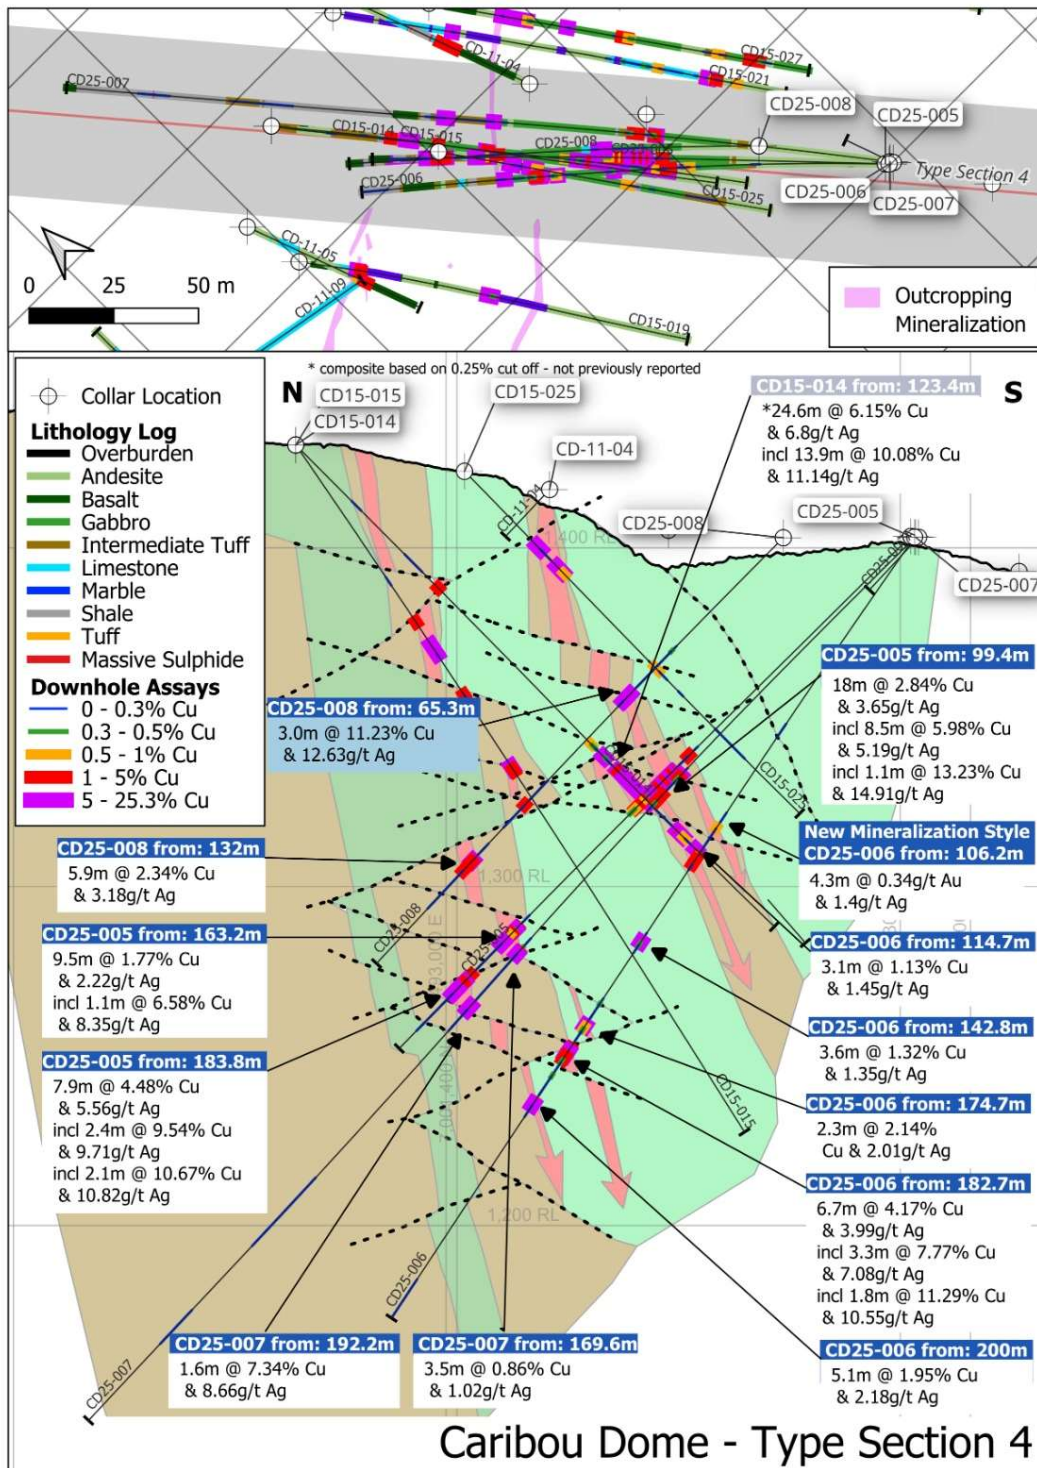 CD25-007
CD-11-04
CD15-027
CD15-021
CD25-008
CD25-005
CD15-014
CD15-015
CD25-008
CD25-006
CD15-025
CD25-006
CD25-007
Type Section 4
CD-11-05
CD-11-09
CD15-019
0 25 50 m
Outcropping
Mineralization
* composite based on 0.25% cut off - not previously reported
N
S
Collar Location
Lithology Log
Overburden
Andesite
Basalt
Gabbro
Intermediate Tuff
Limestone
Marble
Shale
Tuff
Massive Sulphide
Downhole Assays
0 - 0.3% Cu
0.3 - 0.5% Cu
0.5 - 1% Cu
1 - 5% Cu
5 - 25.3% Cu
CD15-015
CD15-014
CD15-025
CD-11-04
CD-11-04
CD25-008
CD25-005
CD25-007
1,400 RL
CD15-014 from: 123.4m
*24.6m @ 6.15% Cu
& 6.8g/t Ag
incl 13.9m @ 10.08% Cu
& 11.14g/t Ag
CD25-005 from: 99.4m
18m @ 2.84% Cu
& 3.65g/t Ag
incl 8.5m @ 5.98% Cu
& 5.19g/t Ag
incl 1.1m @ 13.23% Cu
& 14.91g/t Ag
CD25-008 from: 65.3m
3.0m @ 11.23% Cu
& 12.63g/t Ag
New Mineralization Style
CD25-006 from: 106.2m
4.3m @ 0.34g/t Au
& 1.4g/t Ag
CD25-008 from: 132m
5.9m @ 2.34% Cu
& 3.18g/t Ag
1,300 RL
CD25-008
CD25-005
CD25-005 from: 163.2m
9.5m @ 1.77% Cu
& 2.22g/t Ag
incl 1.1m @ 6.58% Cu
& 8.35g/t Ag
CD25-006 from: 114.7m
3.1m @ 1.13% Cu
& 1.45g/t Ag
CD25-006 from: 142.8m
3.6m @ 1.32% Cu
& 1.35g/t Ag
CD25-005 from: 183.8m
7.9m @ 4.48% Cu
& 5.56g/t Ag
incl 2.4m @ 9.54% Cu
& 9.71g/t Ag
incl 2.1m @ 10.67% Cu
& 10.82g/t Ag
CD15-015
CD25-006 from: 174.7m
2.3m @ 2.14%
Cu & 2.01g/t Ag
CD25-006 from: 182.7m
6.7m @ 4.17% Cu
& 3.99g/t Ag
incl 3.3m @ 7.77% Cu
& 7.08g/t Ag
incl 1.8m @ 11.29% Cu
& 10.55g/t Ag
1,200 RL
CD25-006
CD25-007
CD25-007 from: 192.2m
1.6m @ 7.34% Cu
& 8.66g/t Ag
CD25-007 from: 169.6m
3.5m @ 0.86% Cu
& 1.02g/t Ag
CD25-006 from: 200m
5.1m @ 1.95% Cu
& 2.18g/t Ag
Caribou Dome - Type Section 4